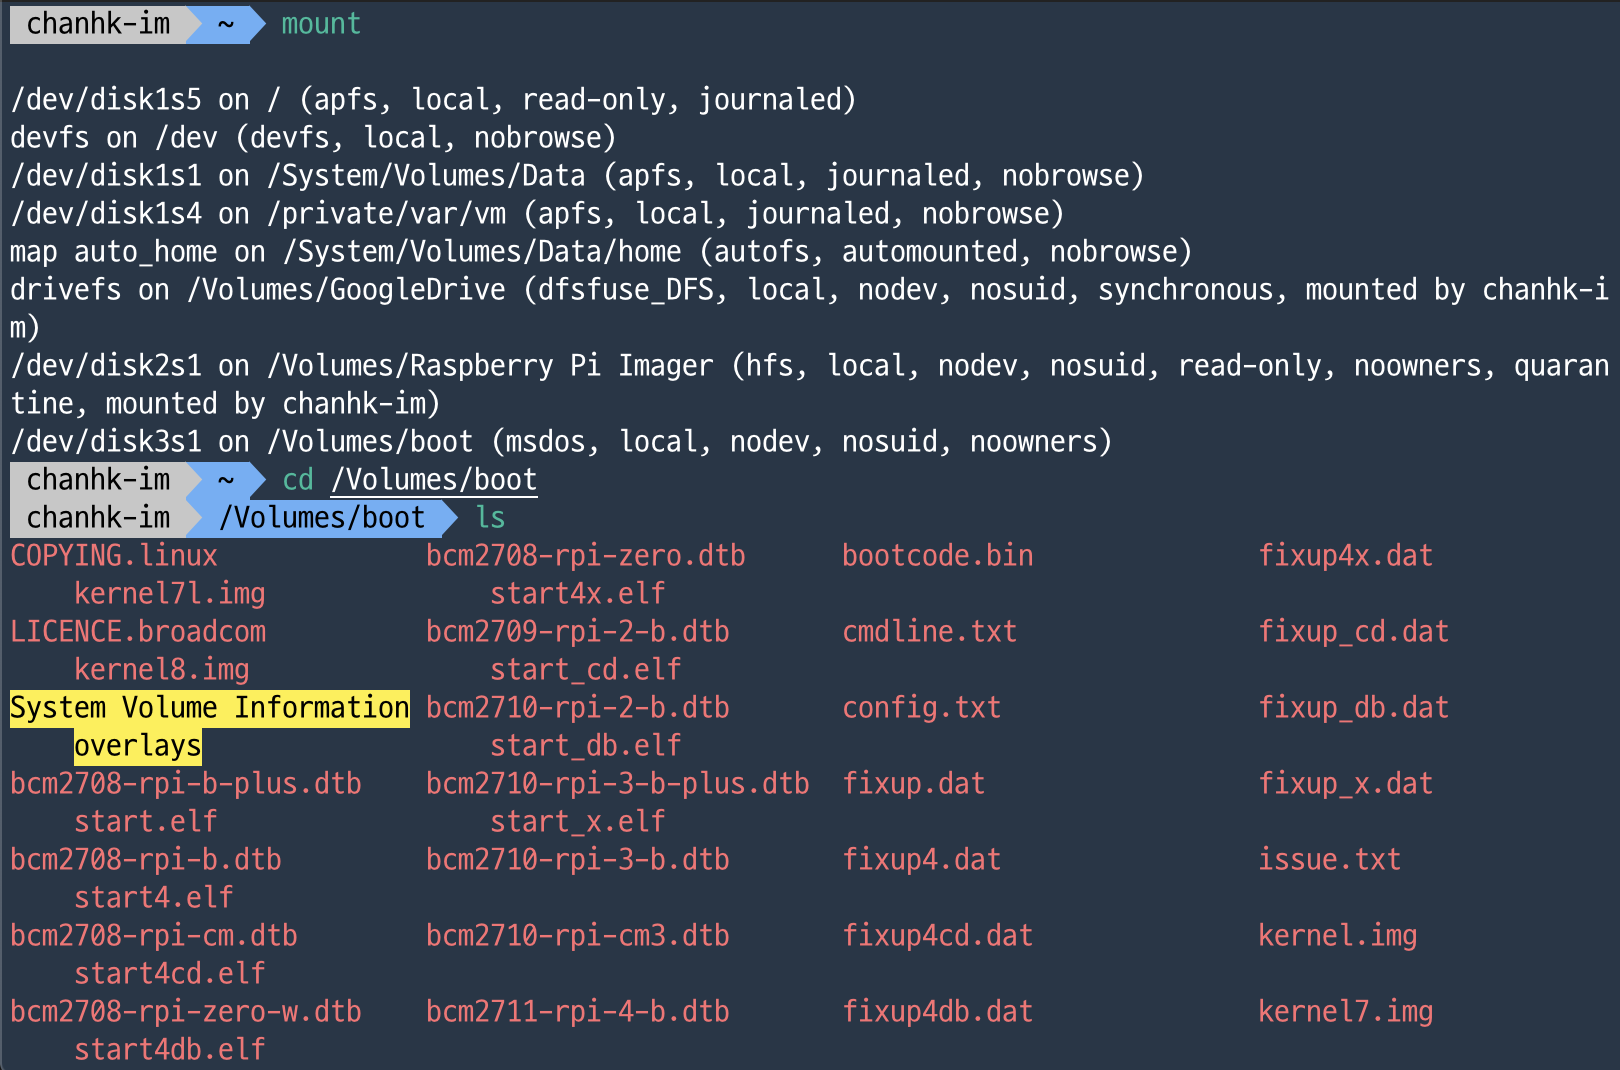 chanhk-im ~ mount
/dev/disk1s5 on / (apfs, local, read-only, journaled)
devfs on /dev (devfs, local, nobrowse)
/dev/disk1s1 on /System/Volumes/Data (apfs, local, journaled, nobrowse)
/dev/disk1s4 on /private/var/vm (apfs, local, journaled, nobrowse)
map auto_home on /System/Volumes/Data/home (autofs, automounted, nobrowse)
drivefs on /Volumes/GoogleDrive (dfsfuse_DFS, local, nodev, nosuid, synchronous, mounted by chanhk-i
m)
/dev/disk2s1 on /Volumes/Raspberry Pi Imager (hfs, local, nodev, nosuid, read-only, noowners, quaran
tine, mounted by chanhk-im)
/dev/disk3s1 on /Volumes/boot (msdos, local, nodev, nosuid, noowners)
chanhk-im ~ cd /Volumes/boot
chanhk-im /Volumes/boot ls
COPYING.linux bcm2708-rpi-zero.dtb bootcode.bin fixup4x.dat
kernel7l.img start4x.elf
LICENCE.broadcom bcm2709-rpi-2-b.dtb cmdline.txt fixup_cd.dat
kernel8.img start_cd.elf
System Volume Information bcm2710-rpi-2-b.dtb config.txt fixup_db.dat
overlays start_db.elf
bcm2708-rpi-b-plus.dtb bcm2710-rpi-3-b-plus.dtb fixup.dat fixup_x.dat
start.elf start_x.elf
bcm2708-rpi-b.dtb bcm2710-rpi-3-b.dtb fixup4.dat issue.txt
start4.elf
bcm2708-rpi-cm.dtb bcm2710-rpi-cm3.dtb fixup4cd.dat kernel.img
start4cd.elf
bcm2708-rpi-zero-w.dtb bcm2711-rpi-4-b.dtb fixup4db.dat kernel7.img
start4db.elf